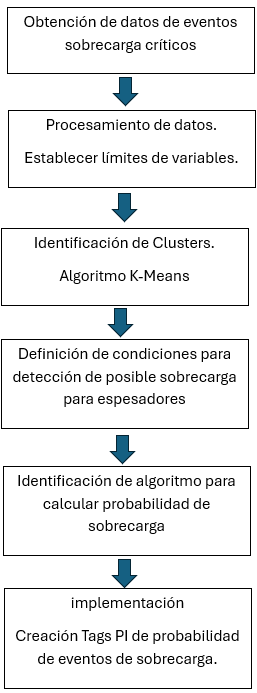 Obtención de datos de eventos
sobrecarga críticos
Procesamiento de datos.
Establecer límites de variables.
Identificación de Clusters.
Algoritmo K-Means
Definición de condiciones para
detección de posible sobrecarga
para espesadores
Identificación de algoritmo para
calcular probabilidad de
sobrecarga
implementación
Creación Tags PI de probabilidad
de eventos de sobrecarga.